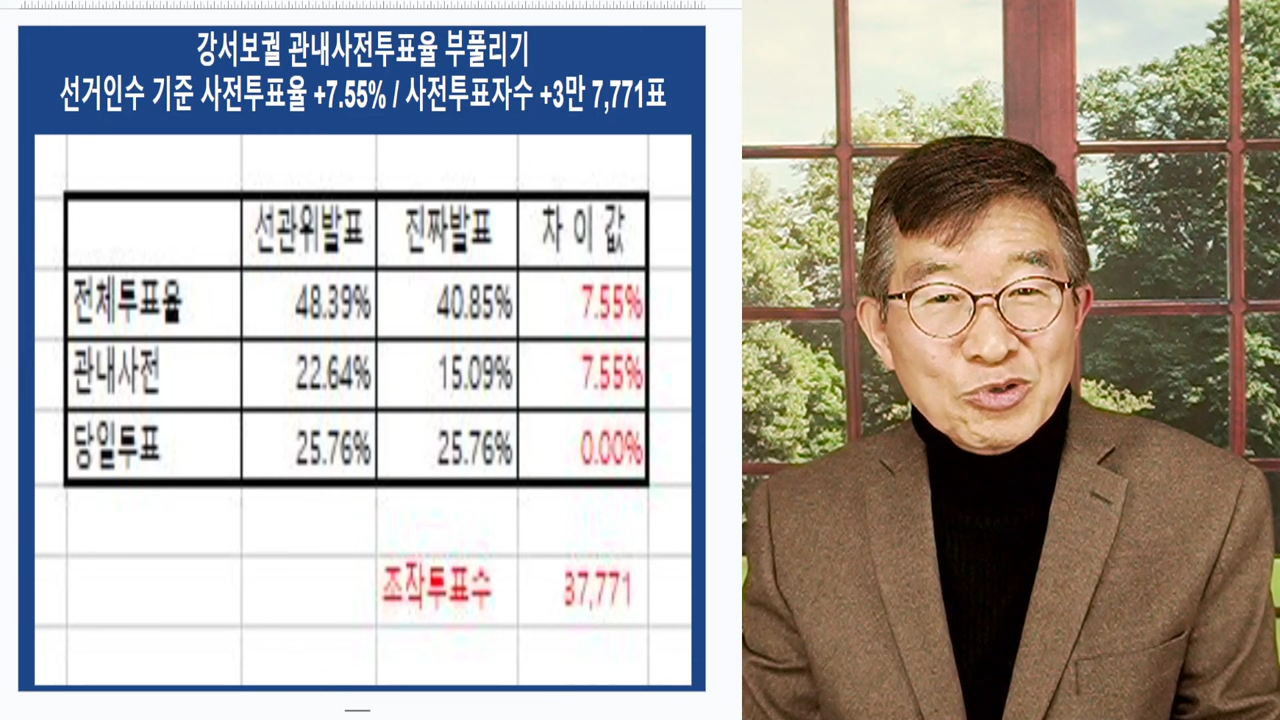 강서보궐 관내사전투표율 부풀리기
선거인수 기준 사전투표율 +7.55% / 사전투표자수 +3만 7,771표
선관위발표 진짜발표 차 이 값
전체투표율 48.39% 40.85% 7.55%
관내사전 22.64% 15.09% 7.55%
당일투표 25.76% 25.76% 0.00%
조작투표수 37,771